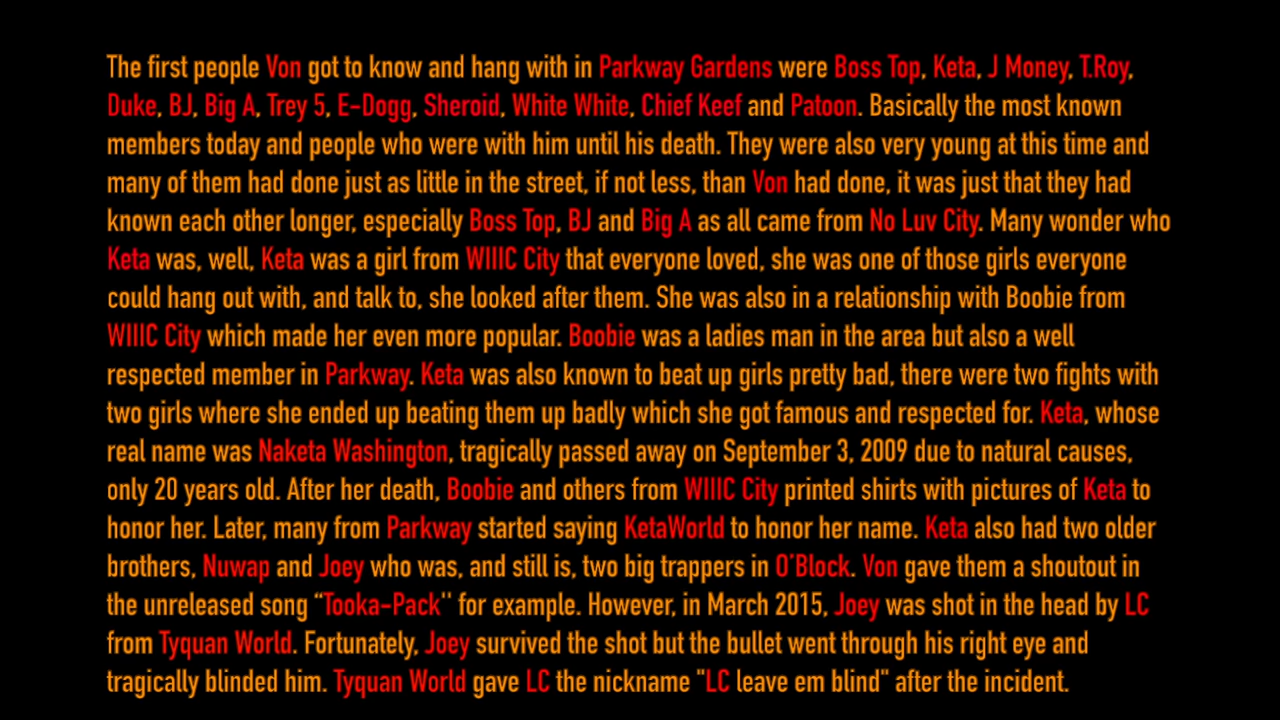 The first people Von got to know and hang with in Parkway Gardens were Boss Top, Keta, J Money, T.Roy,
Duke, BJ, Big A, Trey 5, E-Dogg, Sheroid, White White, Chief Keef and Patoon. Basically the most known
members today and people who were with him until his death. They were also very young at this time and
many of them had done just as little in the street, if not less, than Von had done, it was just that they had
known each other longer, especially Boss Top, BJ and Big A as all came from No Luv City. Many wonder who
Keta was, well, Keta was a girl from WIIIC City that everyone loved, she was one of those girls everyone
could hang out with, and talk to, she looked after them. She was also in a relationship with Boobie from
WIIIC City which made her even more popular. Boobie was a ladies man in the area but also a well
respected member in Parkway. Keta was also known to beat up girls pretty bad, there were two fights with
two girls where she ended up beating them up badly which she got famous and respected for. Keta, whose
real name was Naketa Washington, tragically passed away on September 3, 2009 due to natural causes,
only 20 years old. After her death, Boobie and others from WIIIC City printed shirts with pictures of Keta to
honor her. Later, many from Parkway started saying KetaWorld to honor her name. Keta also had two older
brothers, Nuwap and Joey who was, and still is, two big trappers in O'Block. Von gave them a shoutout in
the unreleased song “Tooka-Pack'' for example. However, in March 2015, Joey was shot in the head by LC
from Tyquan World. Fortunately, Joey survived the shot but the bullet went through his right eye and
tragically blinded him. Tyquan World gave LC the nickname "LC leave em blind" after the incident.